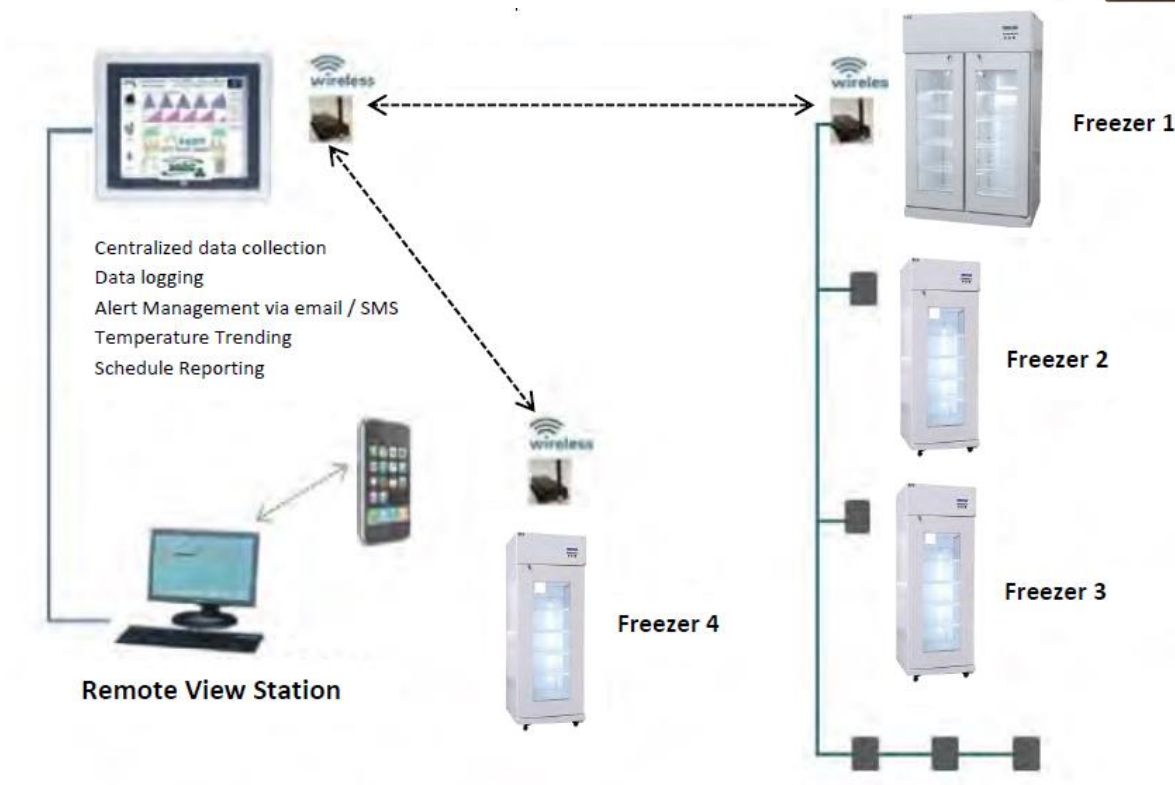 wireless
wireles
Freezer 1
Centralized data collection
Data logging
Alert Management via email / SMS
Temperature Trending
Schedule Reporting
Freezer 2
wireless
Freezer 3
Freezer 4
Remote View Station